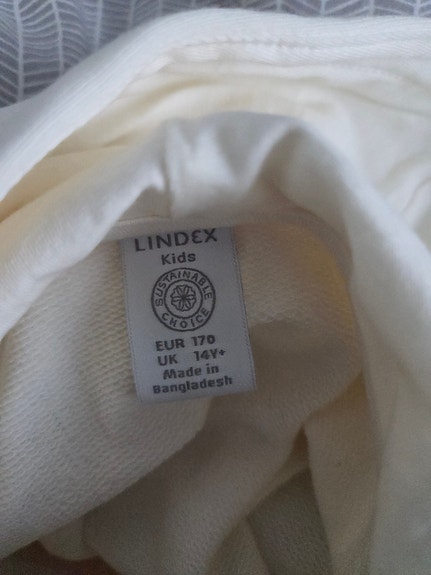 LINDEX
Kids
SUSTAINABLE
CHOICE
EUR 170
UK 14Y+
Made in
Bangladesh